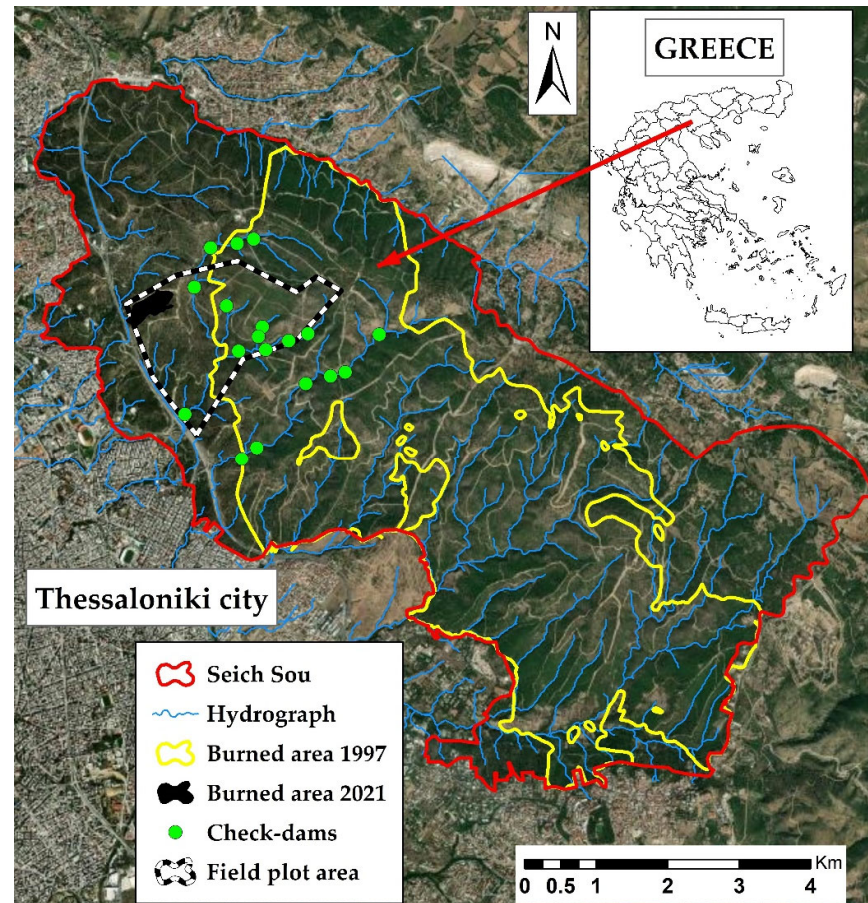 N
GREECE
Thessaloniki city
Seich Sou
Hydrograph
Burned area 1997
Burned area 2021
Check-dams
Field plot area
Km
0 0.5 1 2 3 4